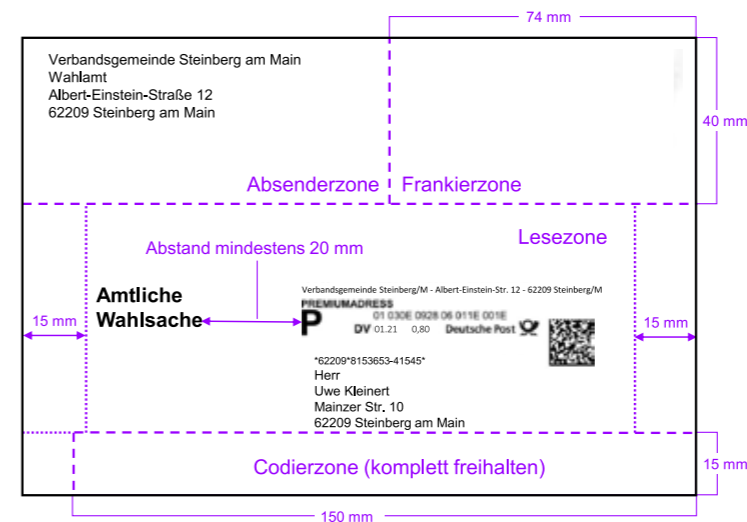 74 mm
Verbandsgemeinde Steinberg am Main
Wahlamt
Albert-Einstein-Straße 12
62209 Steinberg am Main
40 mm
Absenderzone
Frankierzone
Lesezone
Abstand mindestens 20 mm
Amtliche
Wahlsache
15 mm
Verbandsgemeinde Steinberg/M - Albert-Einstein-Str. 12 - 62209 Steinberg/M
PREMIUMADRESS
P
01 030E 0928 06 011E 001E
DV 01.21 0,80 Deutsche Post
15 mm
*62209*8153653-41545*
Herr
Uwe Kleinert
Mainzer Str. 10
62209 Steinberg am Main
Codierzone (komplett freihalten)
15 mm
150 mm